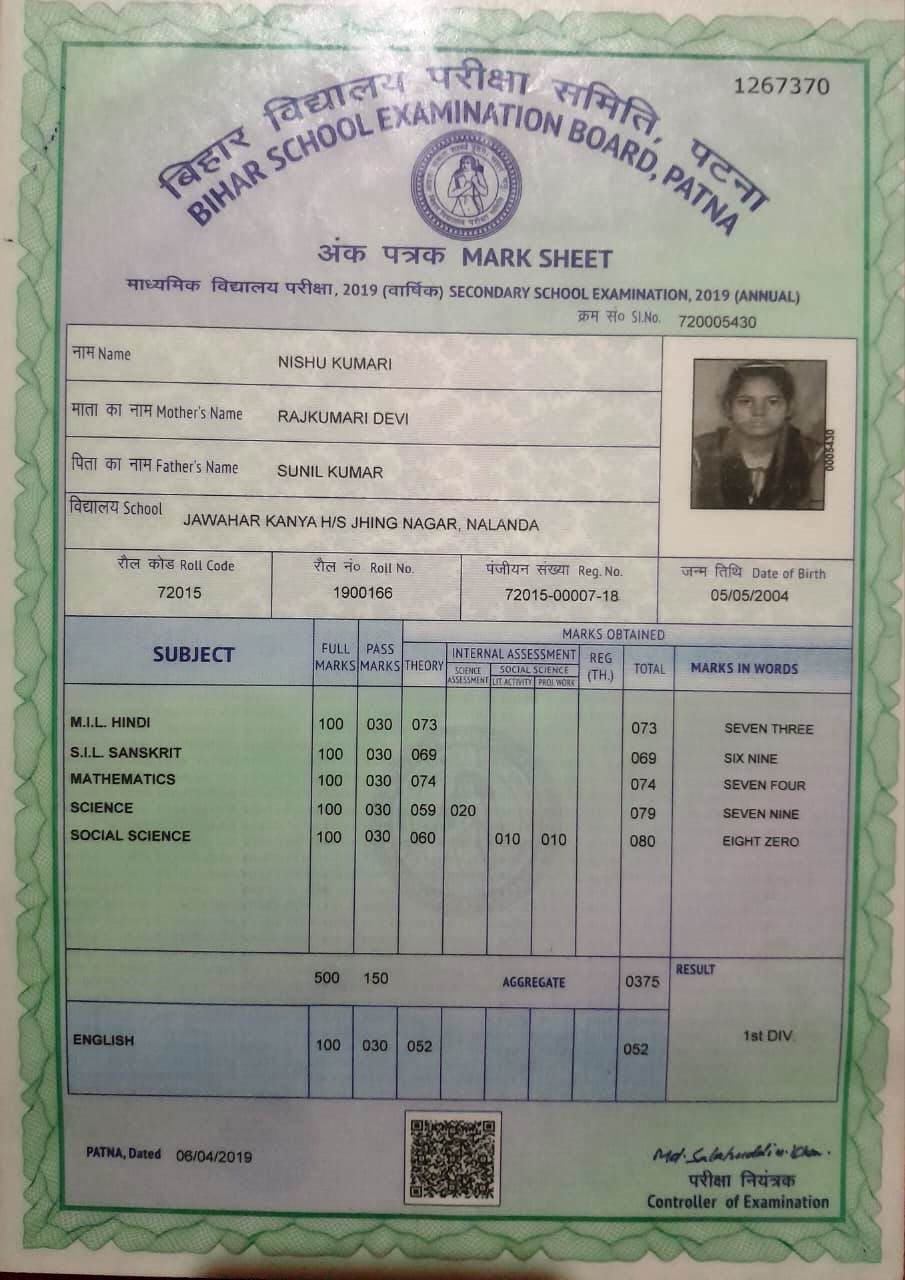 1267370
बिहार विद्यालय परीक्षा समिति, पटना
BIHAR SCHOOL EXAMINATION BOARD, PATNA
अंक पत्रक MARK SHEET
माध्यमिक विद्यालय परीक्षा, 2019 (वार्षिक) SECONDARY SCHOOL EXAMINATION, 2019 (ANNUAL)
क्रम सं० Sl.No. 720005430
नाम Name NISHU KUMARI
माता का नाम Mother's Name RAJKUMARI DEVI
पिता का नाम Father's Name SUNIL KUMAR
विद्यालय School JAWAHAR KANYA H/S JHING NAGAR, NALANDA
0005430
रौल कोड Roll Code रौल नं० Roll No. पंजीयन संख्या Reg. No. जन्म तिथि Date of Birth
72015 1900166 72015-00007-18 05/05/2004
SUBJECT FULL MARKS PASS MARKS MARKS OBTAINED
THEORY INTERNAL ASSESSMENT REG (TH.) TOTAL MARKS IN WORDS
SCIENCE ASSESSMENT SOCIAL SCIENCE
LIT. ACTIVITY PROJ. WORK
M.I.L. HINDI 100 030 073 073 SEVEN THREE
S.I.L. SANSKRIT 100 030 069 069 SIX NINE
MATHEMATICS 100 030 074 074 SEVEN FOUR
SCIENCE 100 030 059 020 079 SEVEN NINE
SOCIAL SCIENCE 100 030 060 010 010 080 EIGHT ZERO
500 150 AGGREGATE 0375 RESULT
ENGLISH 100 030 052 052 1st DIV.
PATNA, Dated 06/04/2019
Md. Salahuddin Khan.
परीक्षा नियंत्रक
Controller of Examination